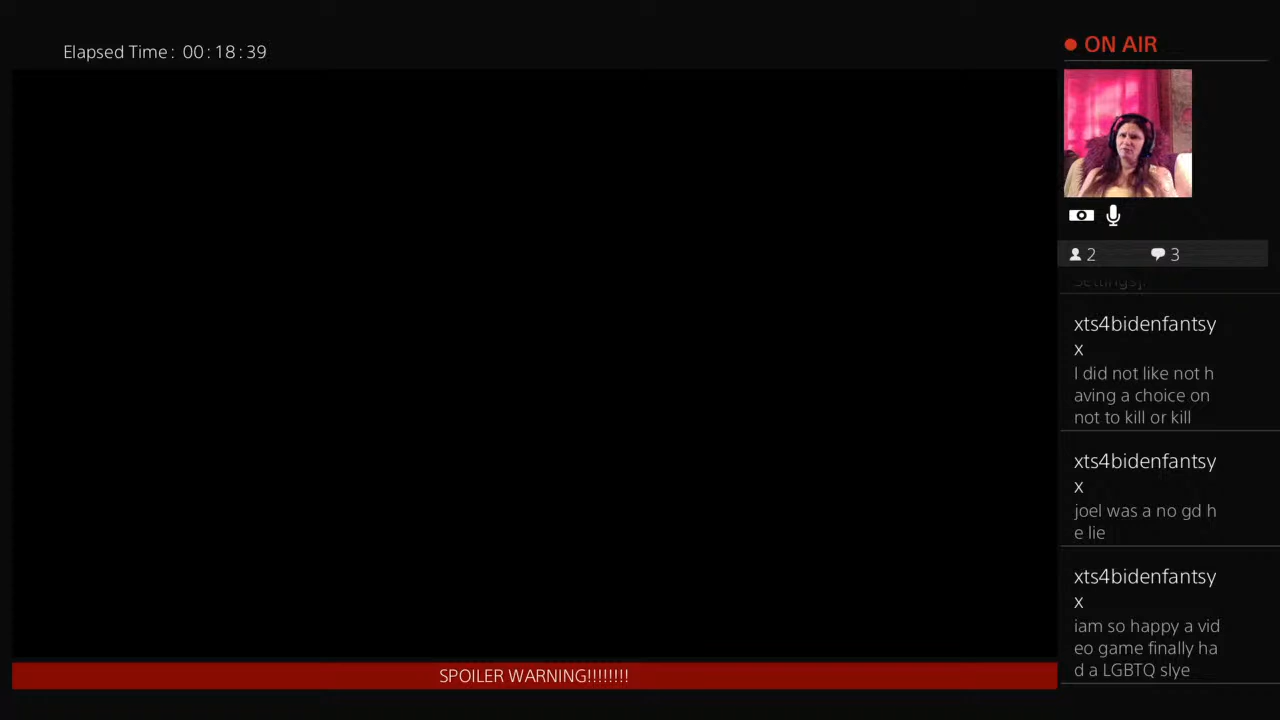 Elapsed Time: 00:18:39
ON AIR
2 3
Settings].
xts4bidenfantsy
x
I did not like not h
aving a choice on
not to kill or kill
xts4bidenfantsy
x
joel was a no gd h
e lie
xts4bidenfantsy
x
iam so happy a vid
eo game finally ha
d a LGBTQ slye
SPOILER WARNING!!!!!!!!